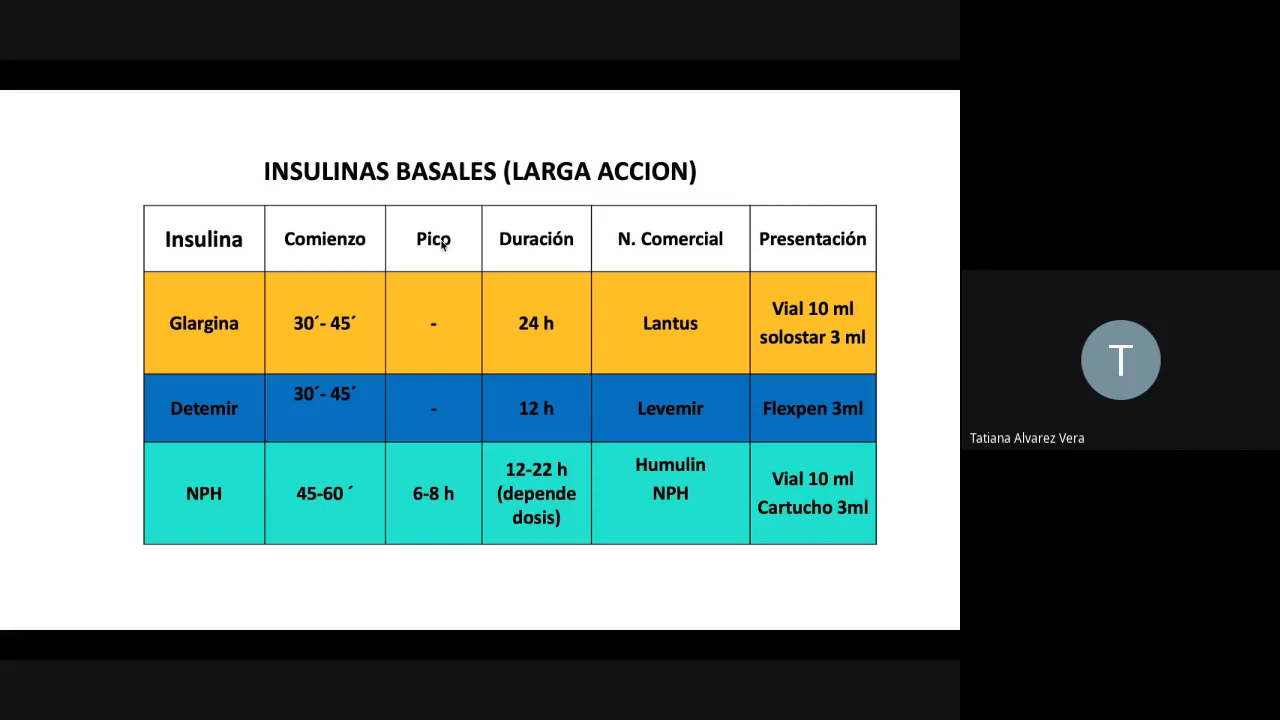 INSULINAS BASALES (LARGA ACCION)
Insulina Comienzo Pico Duración N. Comercial Presentación
Glargina 30´- 45´ - 24 h Lantus Vial 10 ml
solostar 3 ml
Detemir 30´- 45´ - 12 h Levemir Flexpen 3ml
NPH 45-60 ´ 6-8 h 12-22 h
(depende
dosis)
Humulin
NPH
Vial 10 ml
Cartucho 3ml
T
Tatiana Alvarez Vera